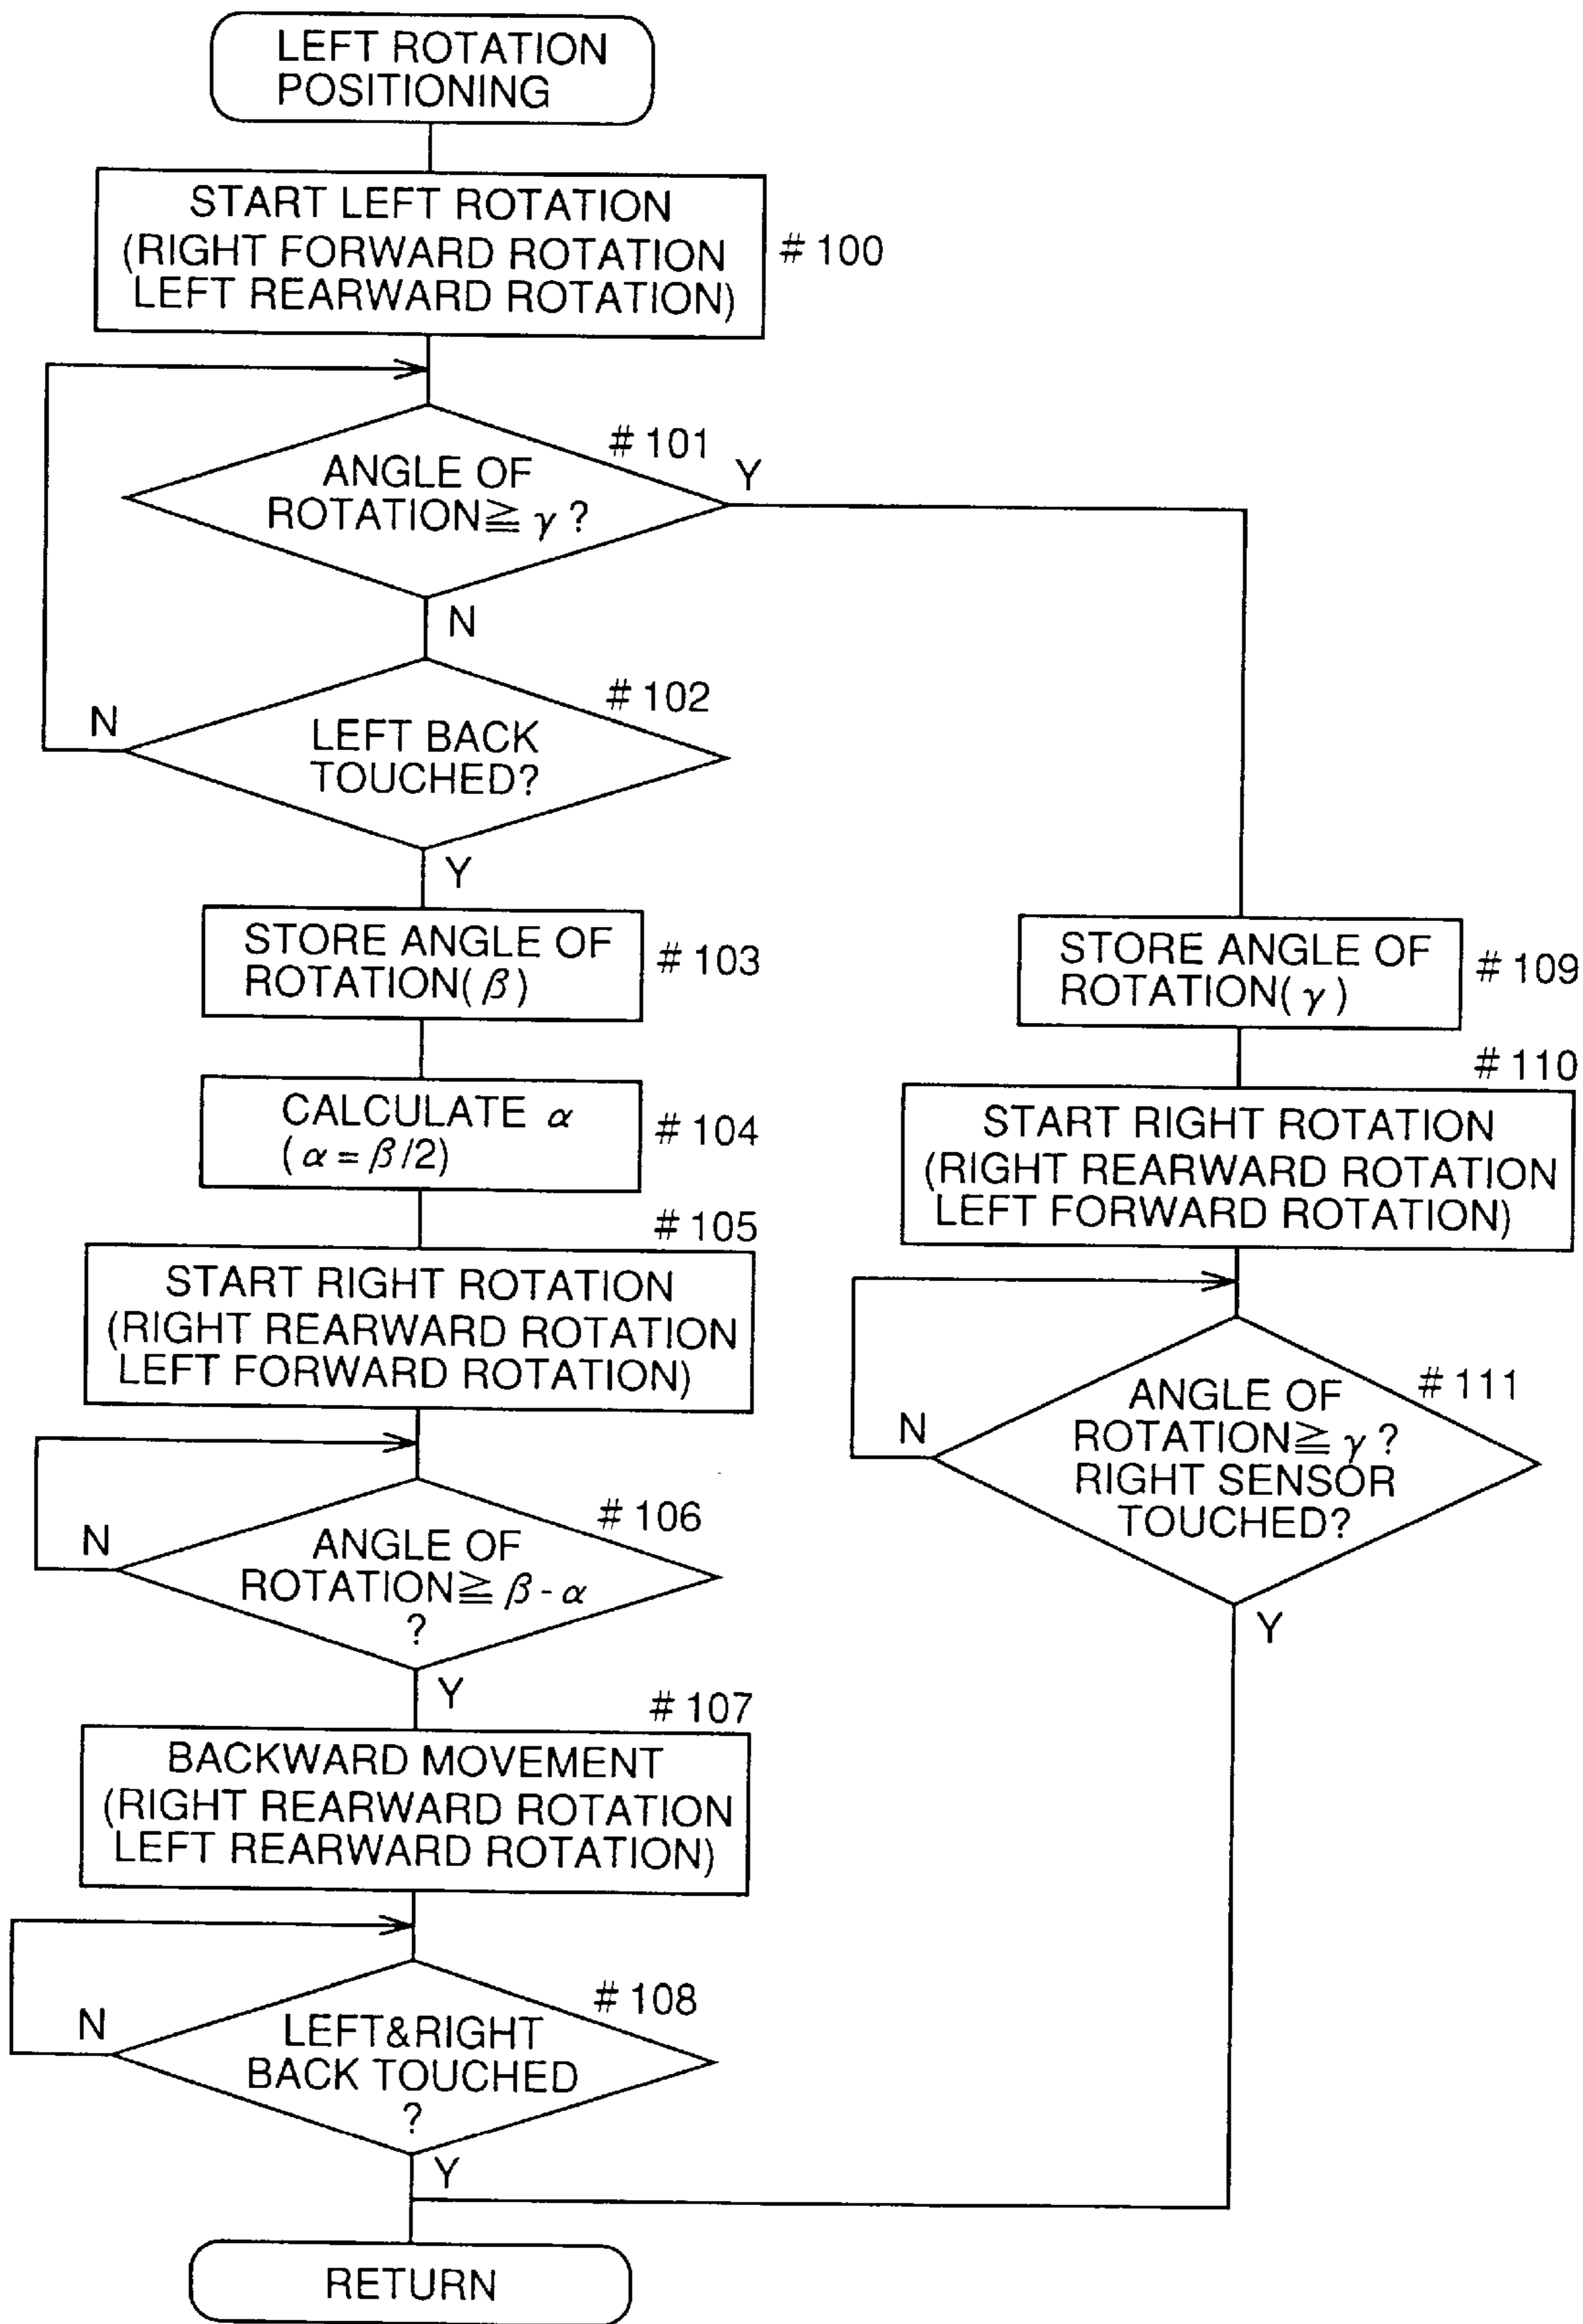 LEFT ROTATION
POSITIONING
START LEFT ROTATION
(RIGHT FORWARD ROTATION
LEFT REARWARD ROTATION)
# 100
# 101
ANGLE OF
ROTATION≧ γ ?
Y
N
# 102
LEFT BACK
TOUCHED?
N
Y
STORE ANGLE OF
ROTATION( β )
# 103
CALCULATE α
( α = β /2)
# 104
# 105
START RIGHT ROTATION
(RIGHT REARWARD ROTATION
LEFT FORWARD ROTATION)
# 106
ANGLE OF
ROTATION≧ β - α
?
N
Y
# 107
BACKWARD MOVEMENT
(RIGHT REARWARD ROTATION
LEFT REARWARD ROTATION)
# 108
LEFT&RIGHT
BACK TOUCHED
?
N
Y
STORE ANGLE OF
ROTATION( γ )
# 109
# 110
START RIGHT ROTATION
(RIGHT REARWARD ROTATION
LEFT FORWARD ROTATION)
# 111
ANGLE OF
ROTATION≧ γ ?
RIGHT SENSOR
TOUCHED?
N
Y
RETURN